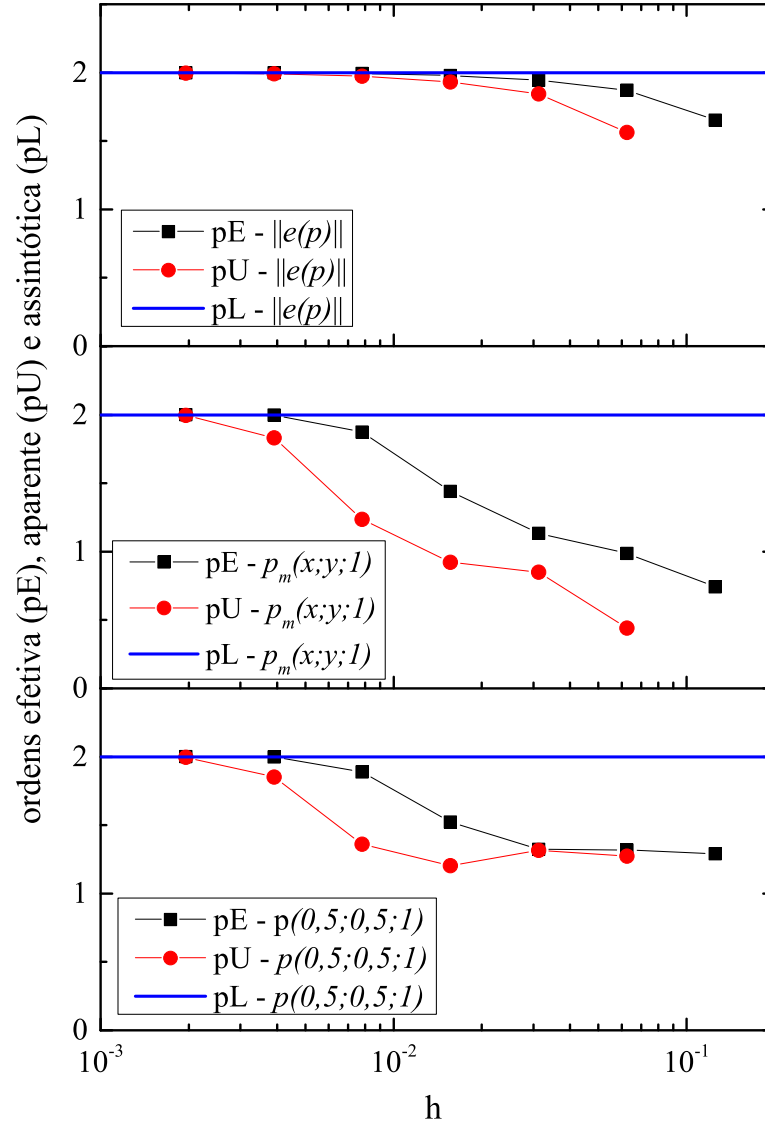 ordens efetiva (pE), aparente (pU) e assintótica (pL)
2
1
0
pE - ||e(p)||
pU - ||e(p)||
pL - ||e(p)||
2
1
0
pE - p_m(x;y;1)
pU - p_m(x;y;1)
pL - p_m(x;y;1)
2
1
0
pE - p(0,5;0,5;1)
pU - p(0,5;0,5;1)
pL - p(0,5;0,5;1)
10^-3 10^-2 10^-1
h